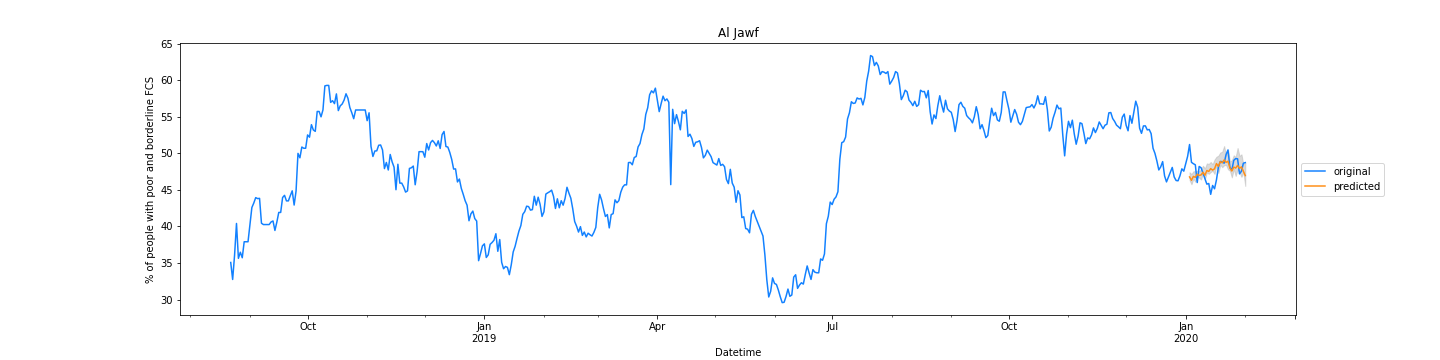 Al Jawf
% of people with poor and borderline FCS
65
60
55
50
45
40
35
30
Oct
Jan
2019
Apr
Jul
Oct
Jan
2020
Datetime
original
predicted